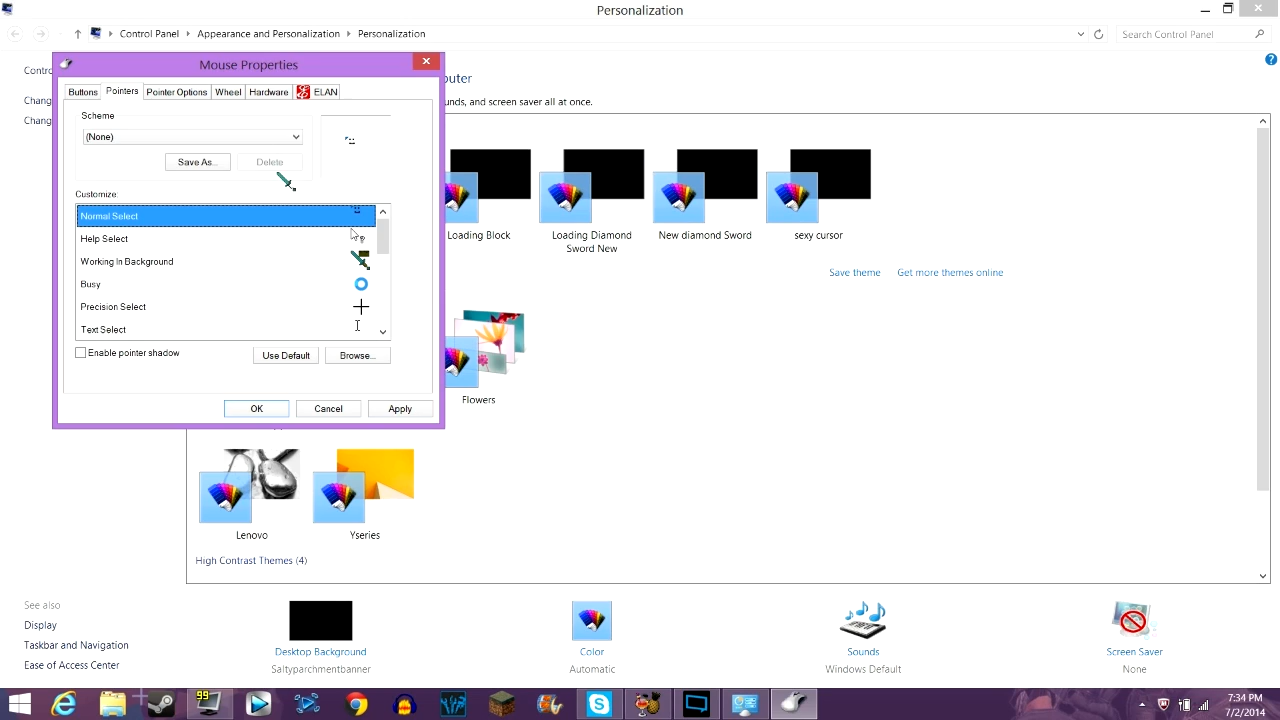 Personalization
Control Panel
Appearance and Personalization
Personalization
Search Control Panel
Mouse Properties
Buttons
Pointers
Pointer Options
Wheel
Hardware
ELAN
Scheme
(None)
Save As...
Delete
Customize:
Normal Select
Help Select
Working In Background
Busy
Precision Select
Text Select
Enable pointer shadow
Use Default
Browse...
OK
Cancel
Apply
Contro
Chang
Chang
puter
unds, and screen saver all at once.
Loading Block
Loading Diamond
Sword New
New diamond Sword
sexy cursor
Save theme
Get more themes online
Flowers
Lenovo
Yseries
High Contrast Themes (4)
See also
Display
Taskbar and Navigation
Ease of Access Center
Desktop Background
Saltyparchmentbanner
Color
Automatic
Sounds
Windows Default
Screen Saver
None
99
7:34 PM
7/2/2014